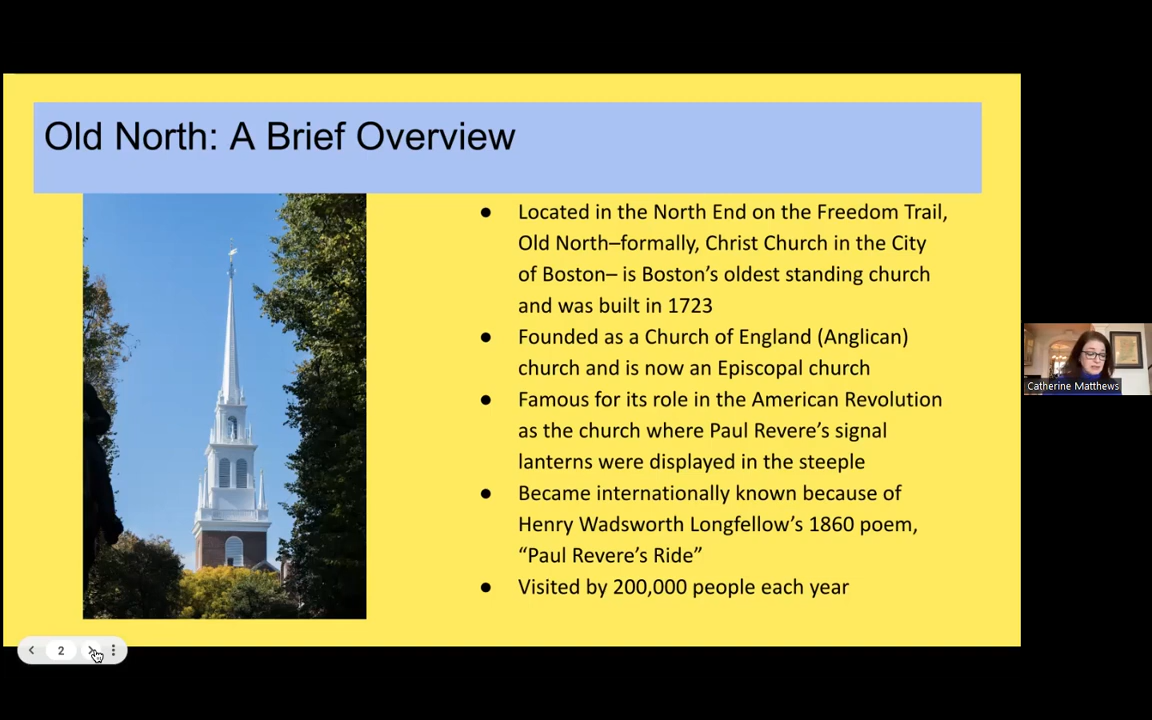 Old North: A Brief Overview
● Located in the North End on the Freedom Trail,
Old North–formally, Christ Church in the City
of Boston– is Boston’s oldest standing church
and was built in 1723
● Founded as a Church of England (Anglican)
church and is now an Episcopal church
● Famous for its role in the American Revolution
as the church where Paul Revere’s signal
lanterns were displayed in the steeple
● Became internationally known because of
Henry Wadsworth Longfellow’s 1860 poem,
“Paul Revere’s Ride”
● Visited by 200,000 people each year
Catherine Matthews
2